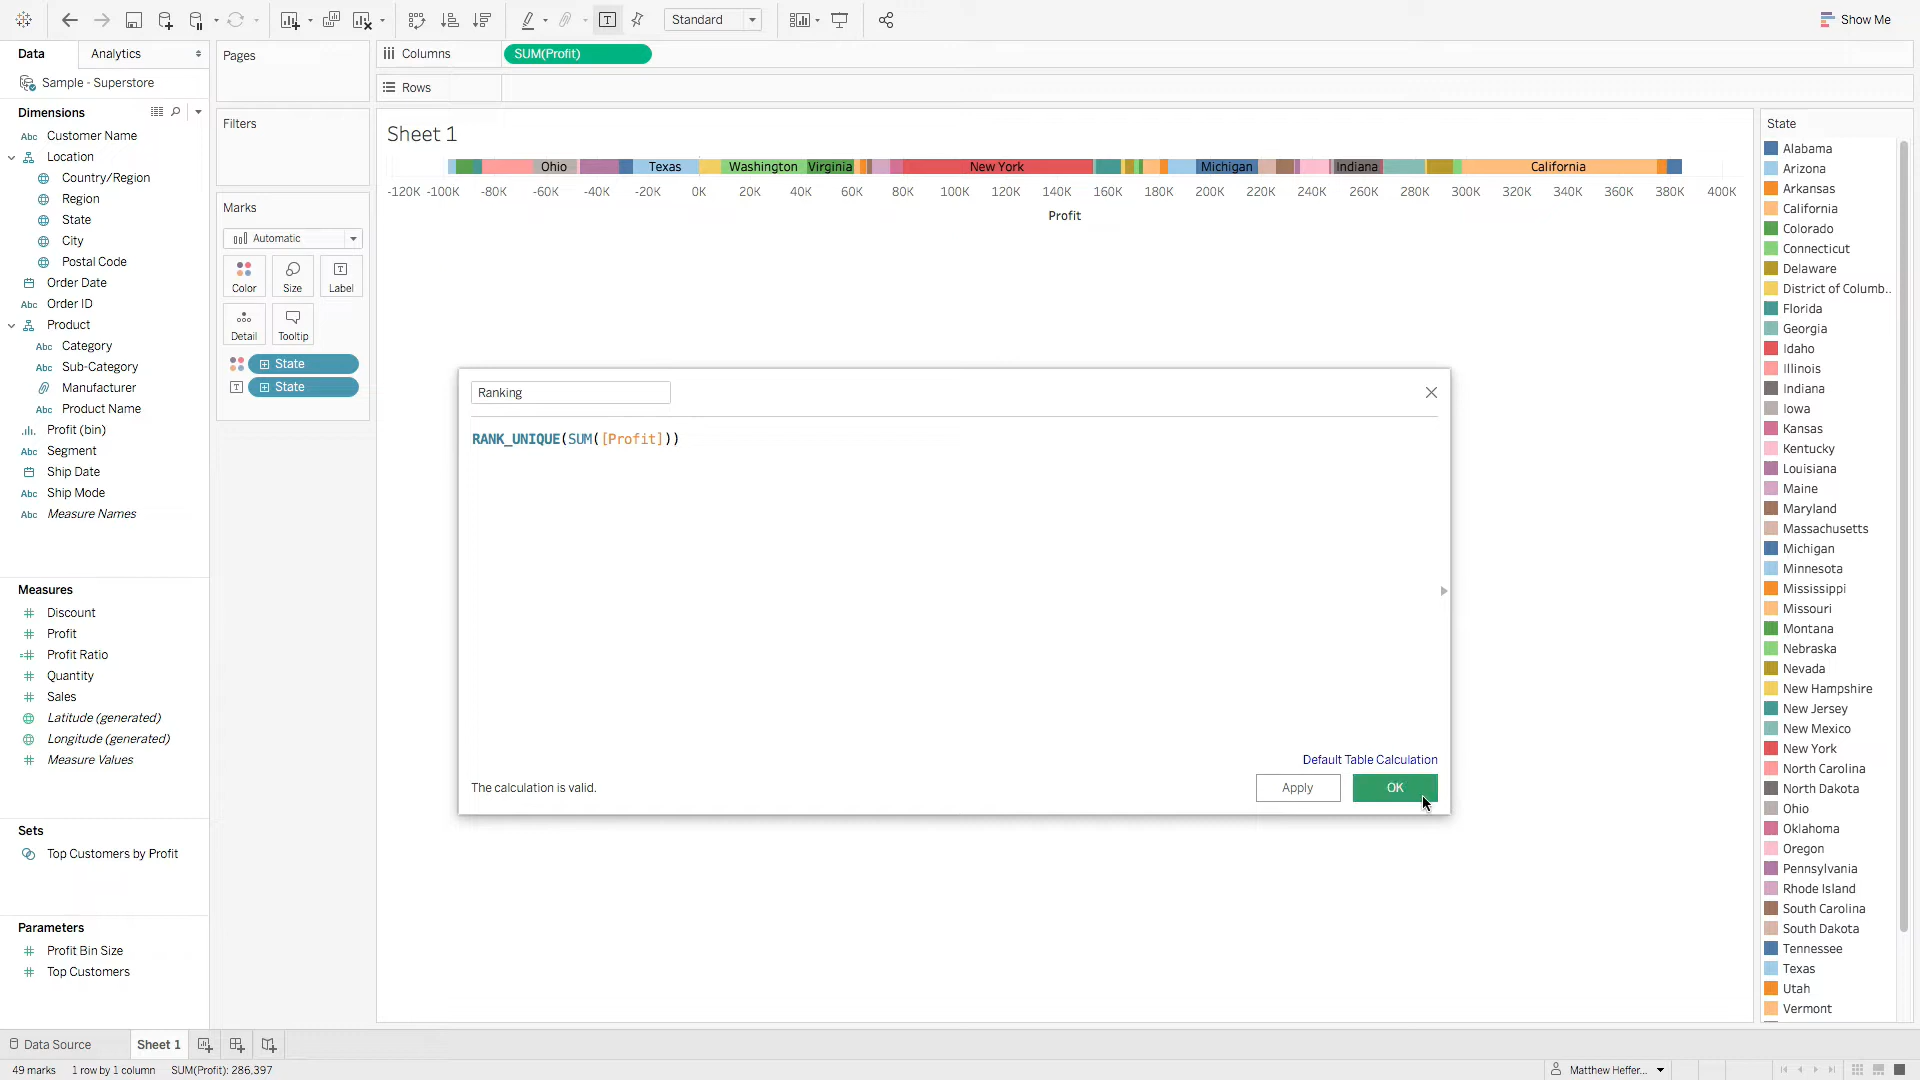 Standard
Show Me
Data
Analytics
Pages
Columns
SUM(Profit)
Sample - Superstore
Rows
Dimensions
Filters
Sheet 1
State
Abc Customer Name
Location
Country/Region
Region
State
City
Postal Code
Order Date
Abc Order ID
Product
Abc Category
Abc Sub-Category
Manufacturer
Abc Product Name
Profit (bin)
Abc Segment
Ship Date
Abc Ship Mode
Abc Measure Names
Measures
Discount
Profit
Profit Ratio
Quantity
Sales
Latitude (generated)
Longitude (generated)
Measure Values
Sets
Top Customers by Profit
Parameters
Profit Bin Size
Top Customers
Marks
Automatic
Color
Size
Label
Detail
Tooltip
State
State
Ohio
Texas
Washington
Virginia
New York
Michigan
Indiana
California
-120K -100K -80K -60K -40K -20K 0K 20K 40K 60K 80K 100K 120K 140K 160K 180K 200K 220K 240K 260K 280K 300K 320K 340K 360K 380K 400K
Profit
Ranking
RANK_UNIQUE(SUM([Profit]))
Default Table Calculation
The calculation is valid.
Apply
OK
Alabama
Arizona
Arkansas
California
Colorado
Connecticut
Delaware
District of Columb..
Florida
Georgia
Idaho
Illinois
Indiana
Iowa
Kansas
Kentucky
Louisiana
Maine
Maryland
Massachusetts
Michigan
Minnesota
Mississippi
Missouri
Montana
Nebraska
Nevada
New Hampshire
New Jersey
New Mexico
New York
North Carolina
North Dakota
Ohio
Oklahoma
Oregon
Pennsylvania
Rhode Island
South Carolina
South Dakota
Tennessee
Texas
Utah
Vermont
Data Source
Sheet 1
49 marks
1 row by 1 column
SUM(Profit): 286,397
Matthew Heffer...